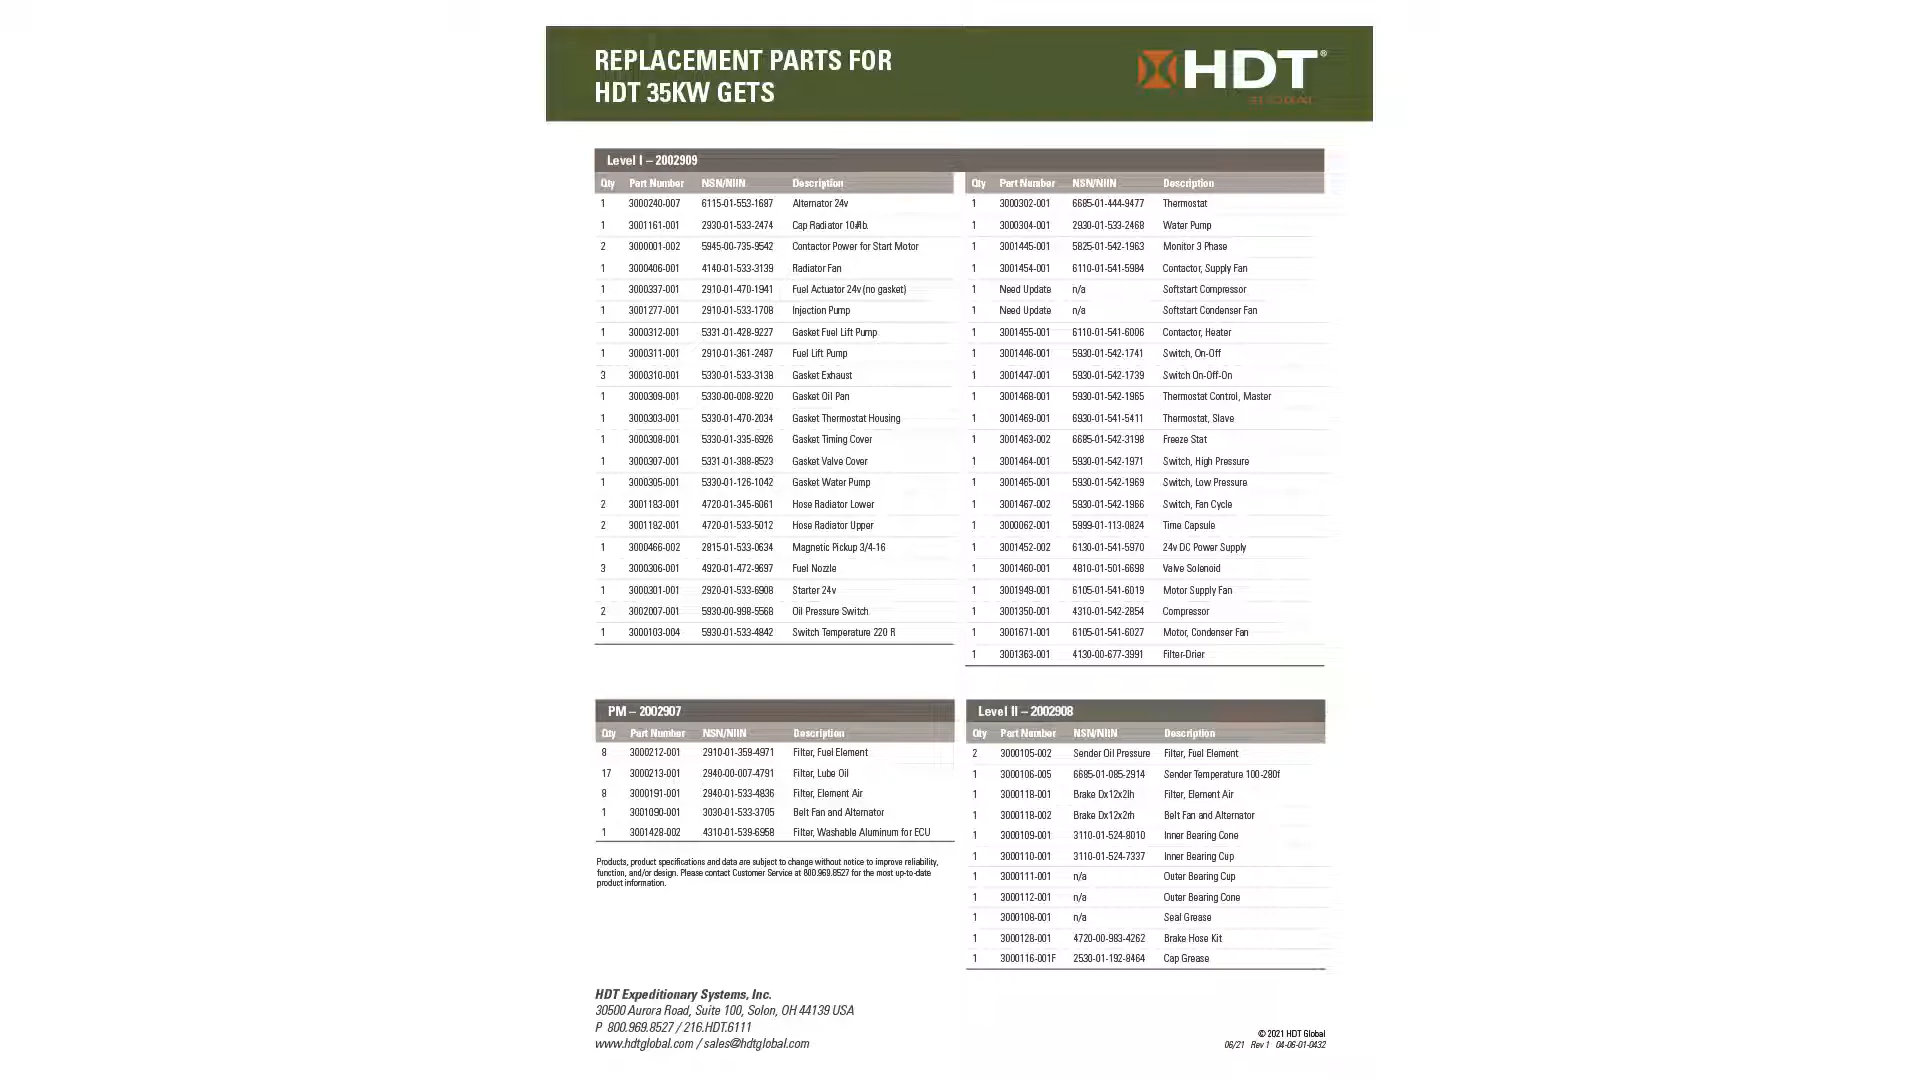 REPLACEMENT PARTS FOR
HDT 35KW GETS
HDT®
GLOBAL
Level I – 2002909
Qty Part Number NSN/NIIN Description
1 3000240-007 6115-01-553-1687 Alternator 24v
1 3001161-001 2930-01-533-2474 Cap Radiator 10#lb.
2 3000001-002 5945-00-735-9542 Contactor Power for Start Motor
1 3000406-001 4140-01-533-3139 Radiator Fan
1 3000337-001 2910-01-470-1941 Fuel Actuator 24v (no gasket)
1 3001277-001 2910-01-533-1708 Injection Pump
1 3000312-001 5331-01-428-9227 Gasket Fuel Lift Pump
1 3000311-001 2910-01-361-2487 Fuel Lift Pump
3 3000310-001 5330-01-533-3138 Gasket Exhaust
1 3000309-001 5330-00-008-9220 Gasket Oil Pan
1 3000303-001 5330-01-470-2034 Gasket Thermostat Housing
1 3000308-001 5330-01-335-6926 Gasket Timing Cover
1 3000307-001 5331-01-388-8523 Gasket Valve Cover
1 3000305-001 5330-01-126-1042 Gasket Water Pump
2 3001183-001 4720-01-345-6061 Hose Radiator Lower
2 3001182-001 4720-01-533-5012 Hose Radiator Upper
1 3000466-002 2815-01-533-0634 Magnetic Pickup 3/4-16
3 3000306-001 4920-01-472-9697 Fuel Nozzle
1 3000301-001 2920-01-533-6908 Starter 24v
2 3002007-001 5930-00-998-5568 Oil Pressure Switch
1 3000103-004 5930-01-533-4842 Switch Temperature 220 R
Qty Part Number NSN/NIIN Description
1 3000302-001 6685-01-444-9477 Thermostat
1 3000304-001 2930-01-533-2468 Water Pump
1 3001445-001 5825-01-542-1963 Monitor 3 Phase
1 3001454-001 6110-01-541-5984 Contactor, Supply Fan
1 Need Update n/a Softstart Compressor
1 Need Update n/a Softstart Condenser Fan
1 3001455-001 6110-01-541-6006 Contactor, Heater
1 3001446-001 5930-01-542-1741 Switch, On-Off
1 3001447-001 5930-01-542-1739 Switch On-Off-On
1 3001468-001 5930-01-542-1965 Thermostat Control, Master
1 3001469-001 6930-01-541-5411 Thermostat, Slave
1 3001463-002 6685-01-542-3198 Freeze Stat
1 3001464-001 5930-01-542-1971 Switch, High Pressure
1 3001465-001 5930-01-542-1969 Switch, Low Pressure
1 3001467-002 5930-01-542-1966 Switch, Fan Cycle
1 3000062-001 5999-01-113-0824 Time Capsule
1 3001452-002 6130-01-541-5970 24v DC Power Supply
1 3001460-001 4810-01-501-6698 Valve Solenoid
1 3001949-001 6105-01-541-6019 Motor Supply Fan
1 3001350-001 4310-01-542-2854 Compressor
1 3001671-001 6105-01-541-6027 Motor, Condenser Fan
1 3001363-001 4130-00-677-3991 Filter-Drier
PM – 2002907
Qty Part Number NSN/NIIN Description
8 3000212-001 2910-01-359-4971 Filter, Fuel Element
17 3000213-001 2940-00-007-4791 Filter, Lube Oil
8 3000191-001 2940-01-533-4836 Filter, Element Air
1 3001090-001 3030-01-533-3705 Belt Fan and Alternator
1 3001428-002 4310-01-539-6958 Filter, Washable Aluminum for ECU
Products, product specifications and data are subject to change without notice to improve reliability,
function, and/or design. Please contact Customer Service at 800.969.8527 for the most up-to-date
product information.
Level II – 2002908
Qty Part Number NSN/NIIN Description
2 3000105-002 Sender Oil Pressure Filter, Fuel Element
1 3000106-005 6685-01-085-2914 Sender Temperature 100-280f
1 3000118-001 Brake Dx12x2lh Filter, Element Air
1 3000118-002 Brake Dx12x2rh Belt Fan and Alternator
1 3000109-001 3110-01-524-8010 Inner Bearing Cone
1 3000110-001 3110-01-524-7337 Inner Bearing Cup
1 3000111-001 n/a Outer Bearing Cup
1 3000112-001 n/a Outer Bearing Cone
1 3000108-001 n/a Seal Grease
1 3000128-001 4720-00-983-4262 Brake Hose Kit
1 3000116-001F 2530-01-192-8464 Cap Grease
HDT Expeditionary Systems, Inc.
30500 Aurora Road, Suite 100, Solon, OH 44139 USA
P 800.969.8527 / 216.HDT.6111
www.hdtglobal.com / sales@hdtglobal.com
© 2021 HDT Global
06/21 Rev 1 04-06-01-0432